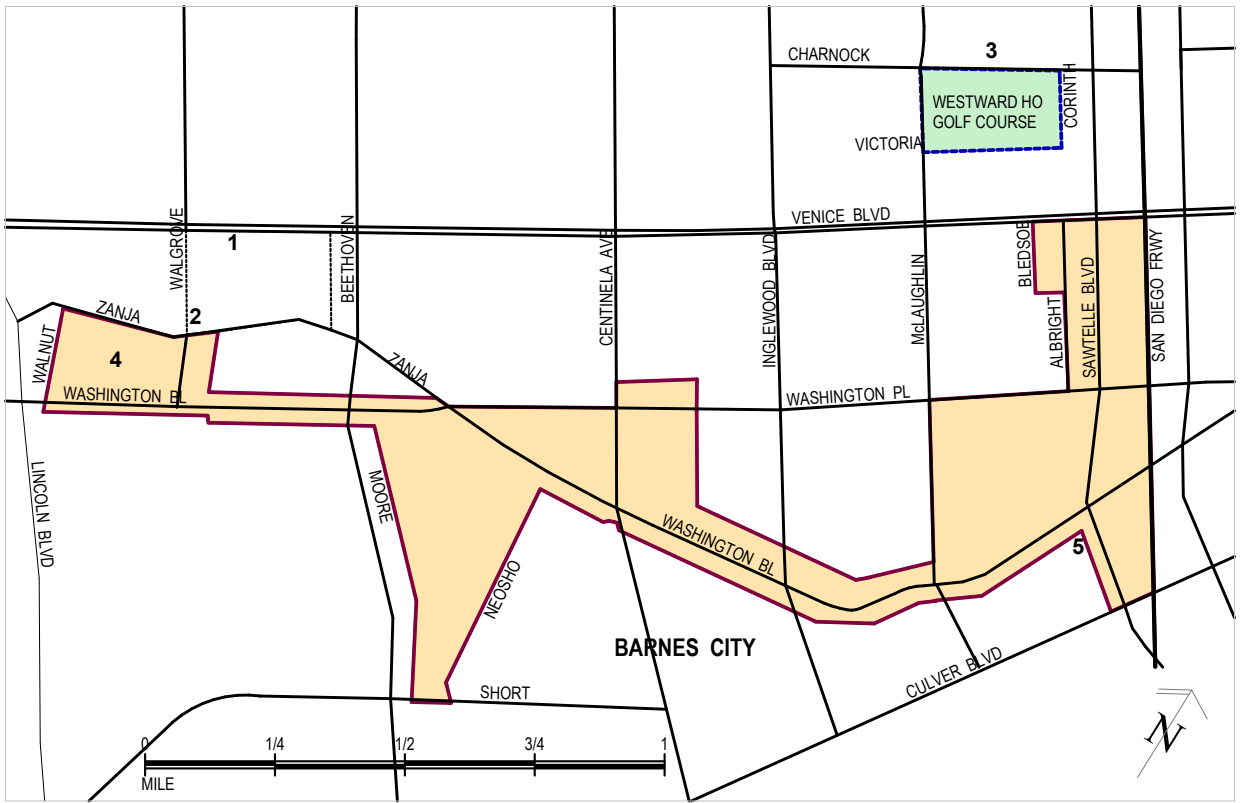 CHARNOCK
3
WESTWARD HO
GOLF COURSE
CORINTH
VICTORIA
VENICE BLVD
WALGROVE
1
BEETHOVEN
CENTINELA AVE
INGLEWOOD BLVD
McLAUGHLIN
BLEDSOE
ALBRIGHT
SAWTELLE BLVD
SAN DIEGO FRWY
ZANJA
2
WALNUT
4
ZANJA
WASHINGTON BL
WASHINGTON PL
LINCOLN BLVD
MOORE
WASHINGTON BL
5
NEOSHO
BARNES CITY
CULVER BLVD
SHORT
0 1/4 1/2 3/4 1
MILE
N